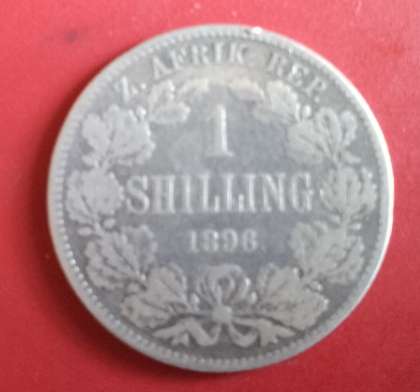 Z. AFRIK. REP.
1
SHILLING
1896.